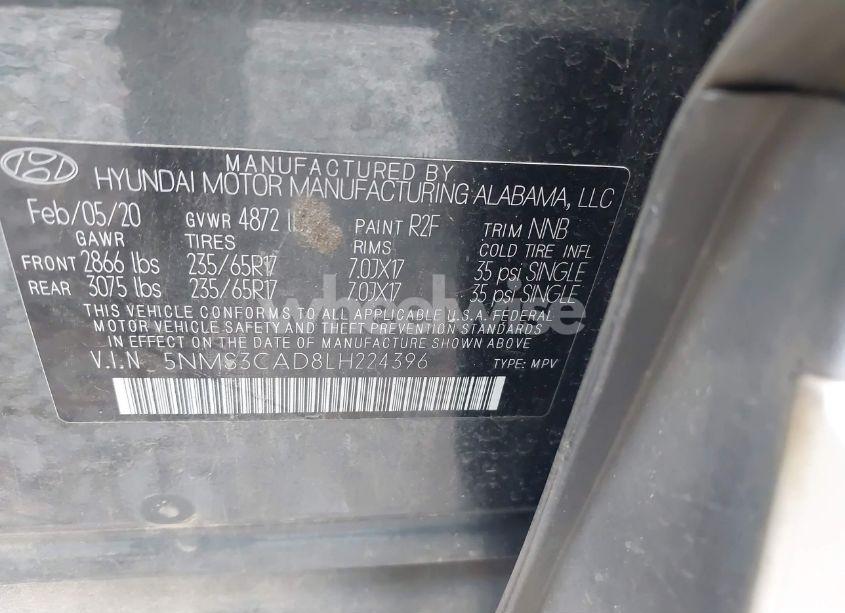 MANUFACTURED BY
HYUNDAI MOTOR MANUFACTURING ALABAMA, LLC
Feb/05/20 GVWR 4872 PAINT R2F TRIM NNB
GAWR TIRES RIMS COLD TIRE INFL
FRONT 2866 lbs 235/65R17 7.0JX17 35 psi SINGLE
REAR 3075 lbs 235/65R17 7.0JX17 35 psi SINGLE
wheelwise
THIS VEHICLE CONFORMS TO ALL APPLICABLE U.S.A. FEDERAL
MOTOR VEHICLE SAFETY AND THEFT PREVENTION STANDARDS
IN EFFECT ON THE DATE OF MANUFACTURE SHOWN ABOVE.
V.I.N 5NMS3CAD8LH224396 TYPE: MPV